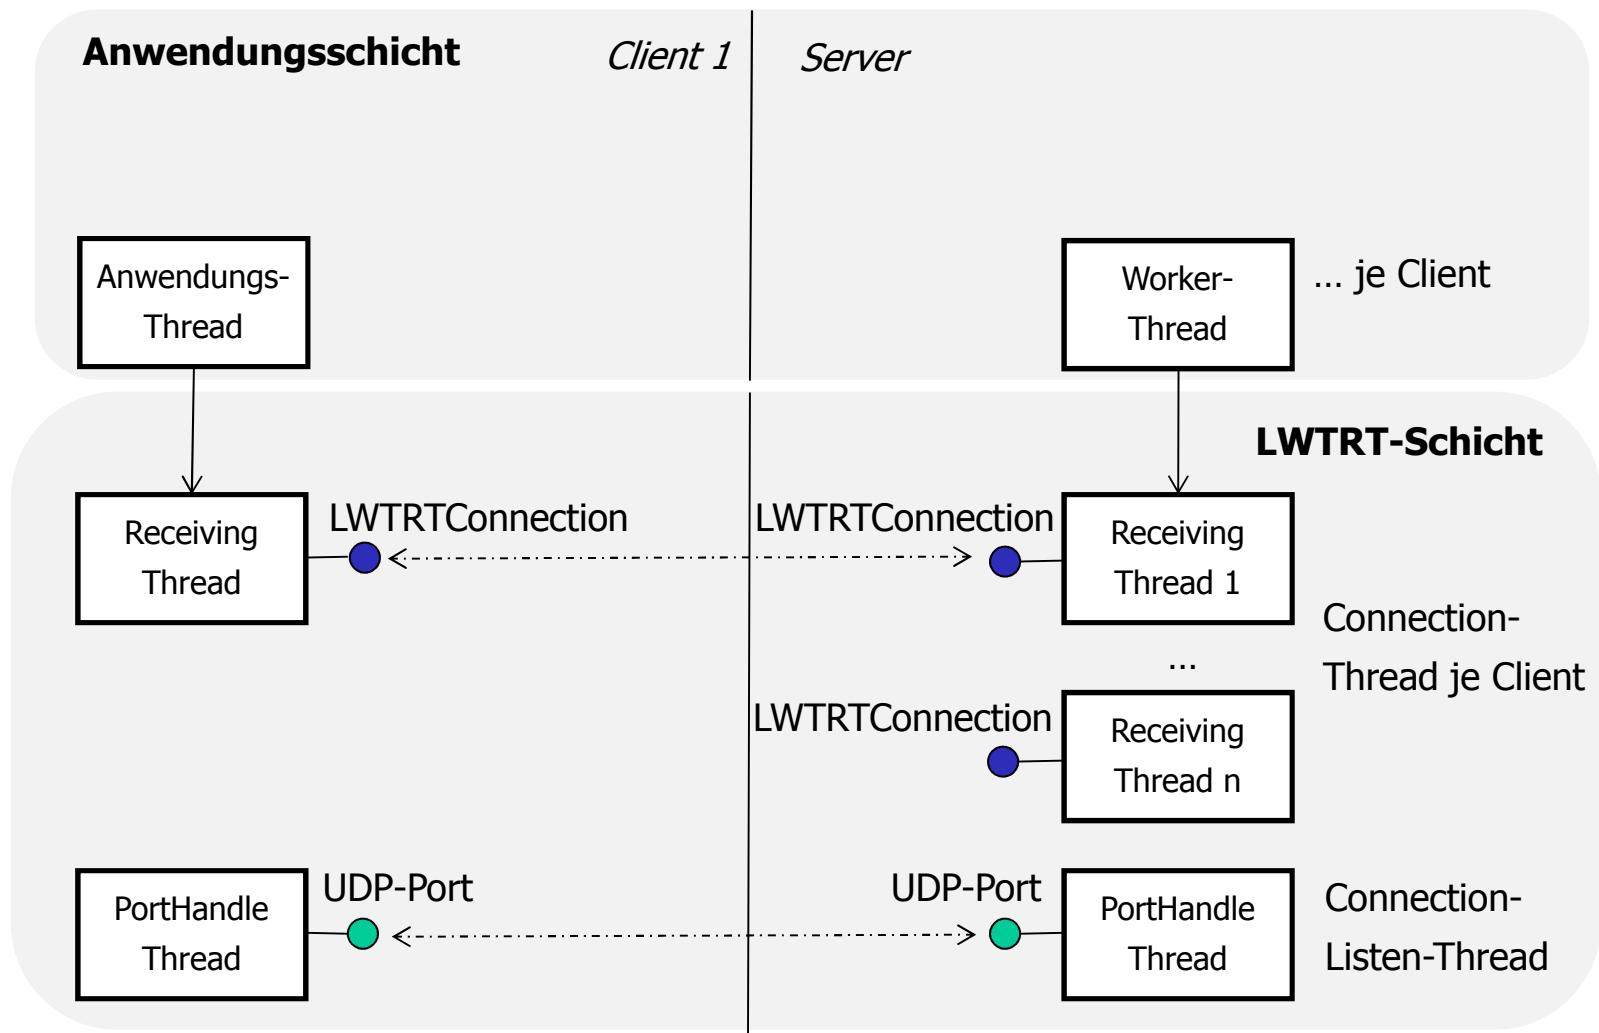 Anwendungsschicht
Client 1
Server
Anwendungs-
Thread
Worker-
Thread
... je Client
LWTRT-Schicht
Receiving
Thread
LWTRTConnection
LWTRTConnection
Receiving
Thread 1
Connection-
Thread je Client
...
LWTRTConnection
Receiving
Thread n
PortHandle
Thread
UDP-Port
UDP-Port
PortHandle
Thread
Connection-
Listen-Thread